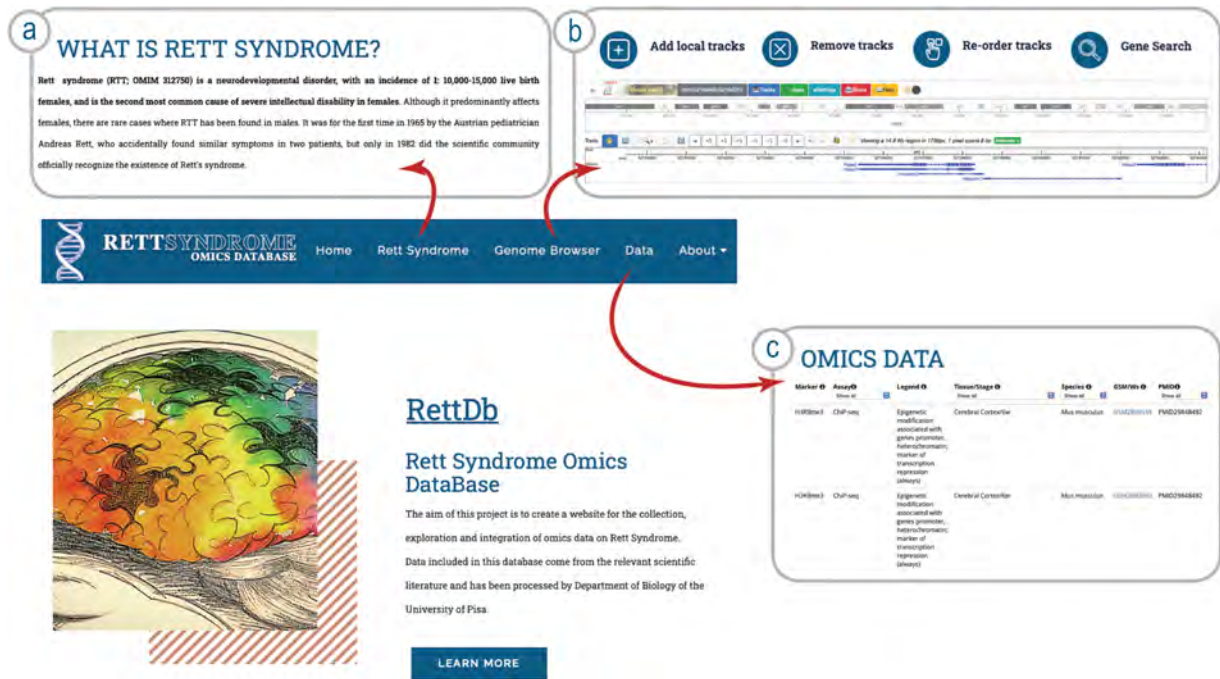 a
WHAT IS RETT SYNDROME?
Rett syndrome (RTT; OMIM 312750) is a neurodevelopmental disorder, with an incidence of 1: 10,000-15,000 live birth
females, and is the second most common cause of severe intellectual disability in females. Although it predominantly affects
females, there are rare cases where RTT has been found in males. It was for the first time in 1965 by the Austrian pediatrician
Andreas Rett, who accidentally found similar symptoms in two patients, but only in 1982 did the scientific community
officially recognize the existence of Rett's syndrome.
b
Add local tracks
Remove tracks
Re-order tracks
Gene Search
RETTSYNDROME
OMICS DATABASE
Home
Rett Syndrome
Genome Browser
Data
About
RettDb
Rett Syndrome Omics
DataBase
The aim of this project is to create a website for the collection,
exploration and integration of omics data on Rett Syndrome.
Data included in this database come from the relevant scientific
literature and has been processed by Department of Biology of the
University of Pisa.
LEARN MORE
c
OMICS DATA
Marker Assay Legend Tissue/Stage Species GSM/Ws PMID
Show all Show all Show all Show all
ChIP-seq
Epigenetic
modification
associated with
genes promoter,
heterochromatin;
marker of
transcription
repression
(always)
Cerebral
Mus musculus
PMID29848492
ChIP-seq
Epigenetic
modification
associated with
genes promoter,
heterochromatin;
marker of
transcription
repression
(always)
Cerebral
Mus musculus
PMID29848492